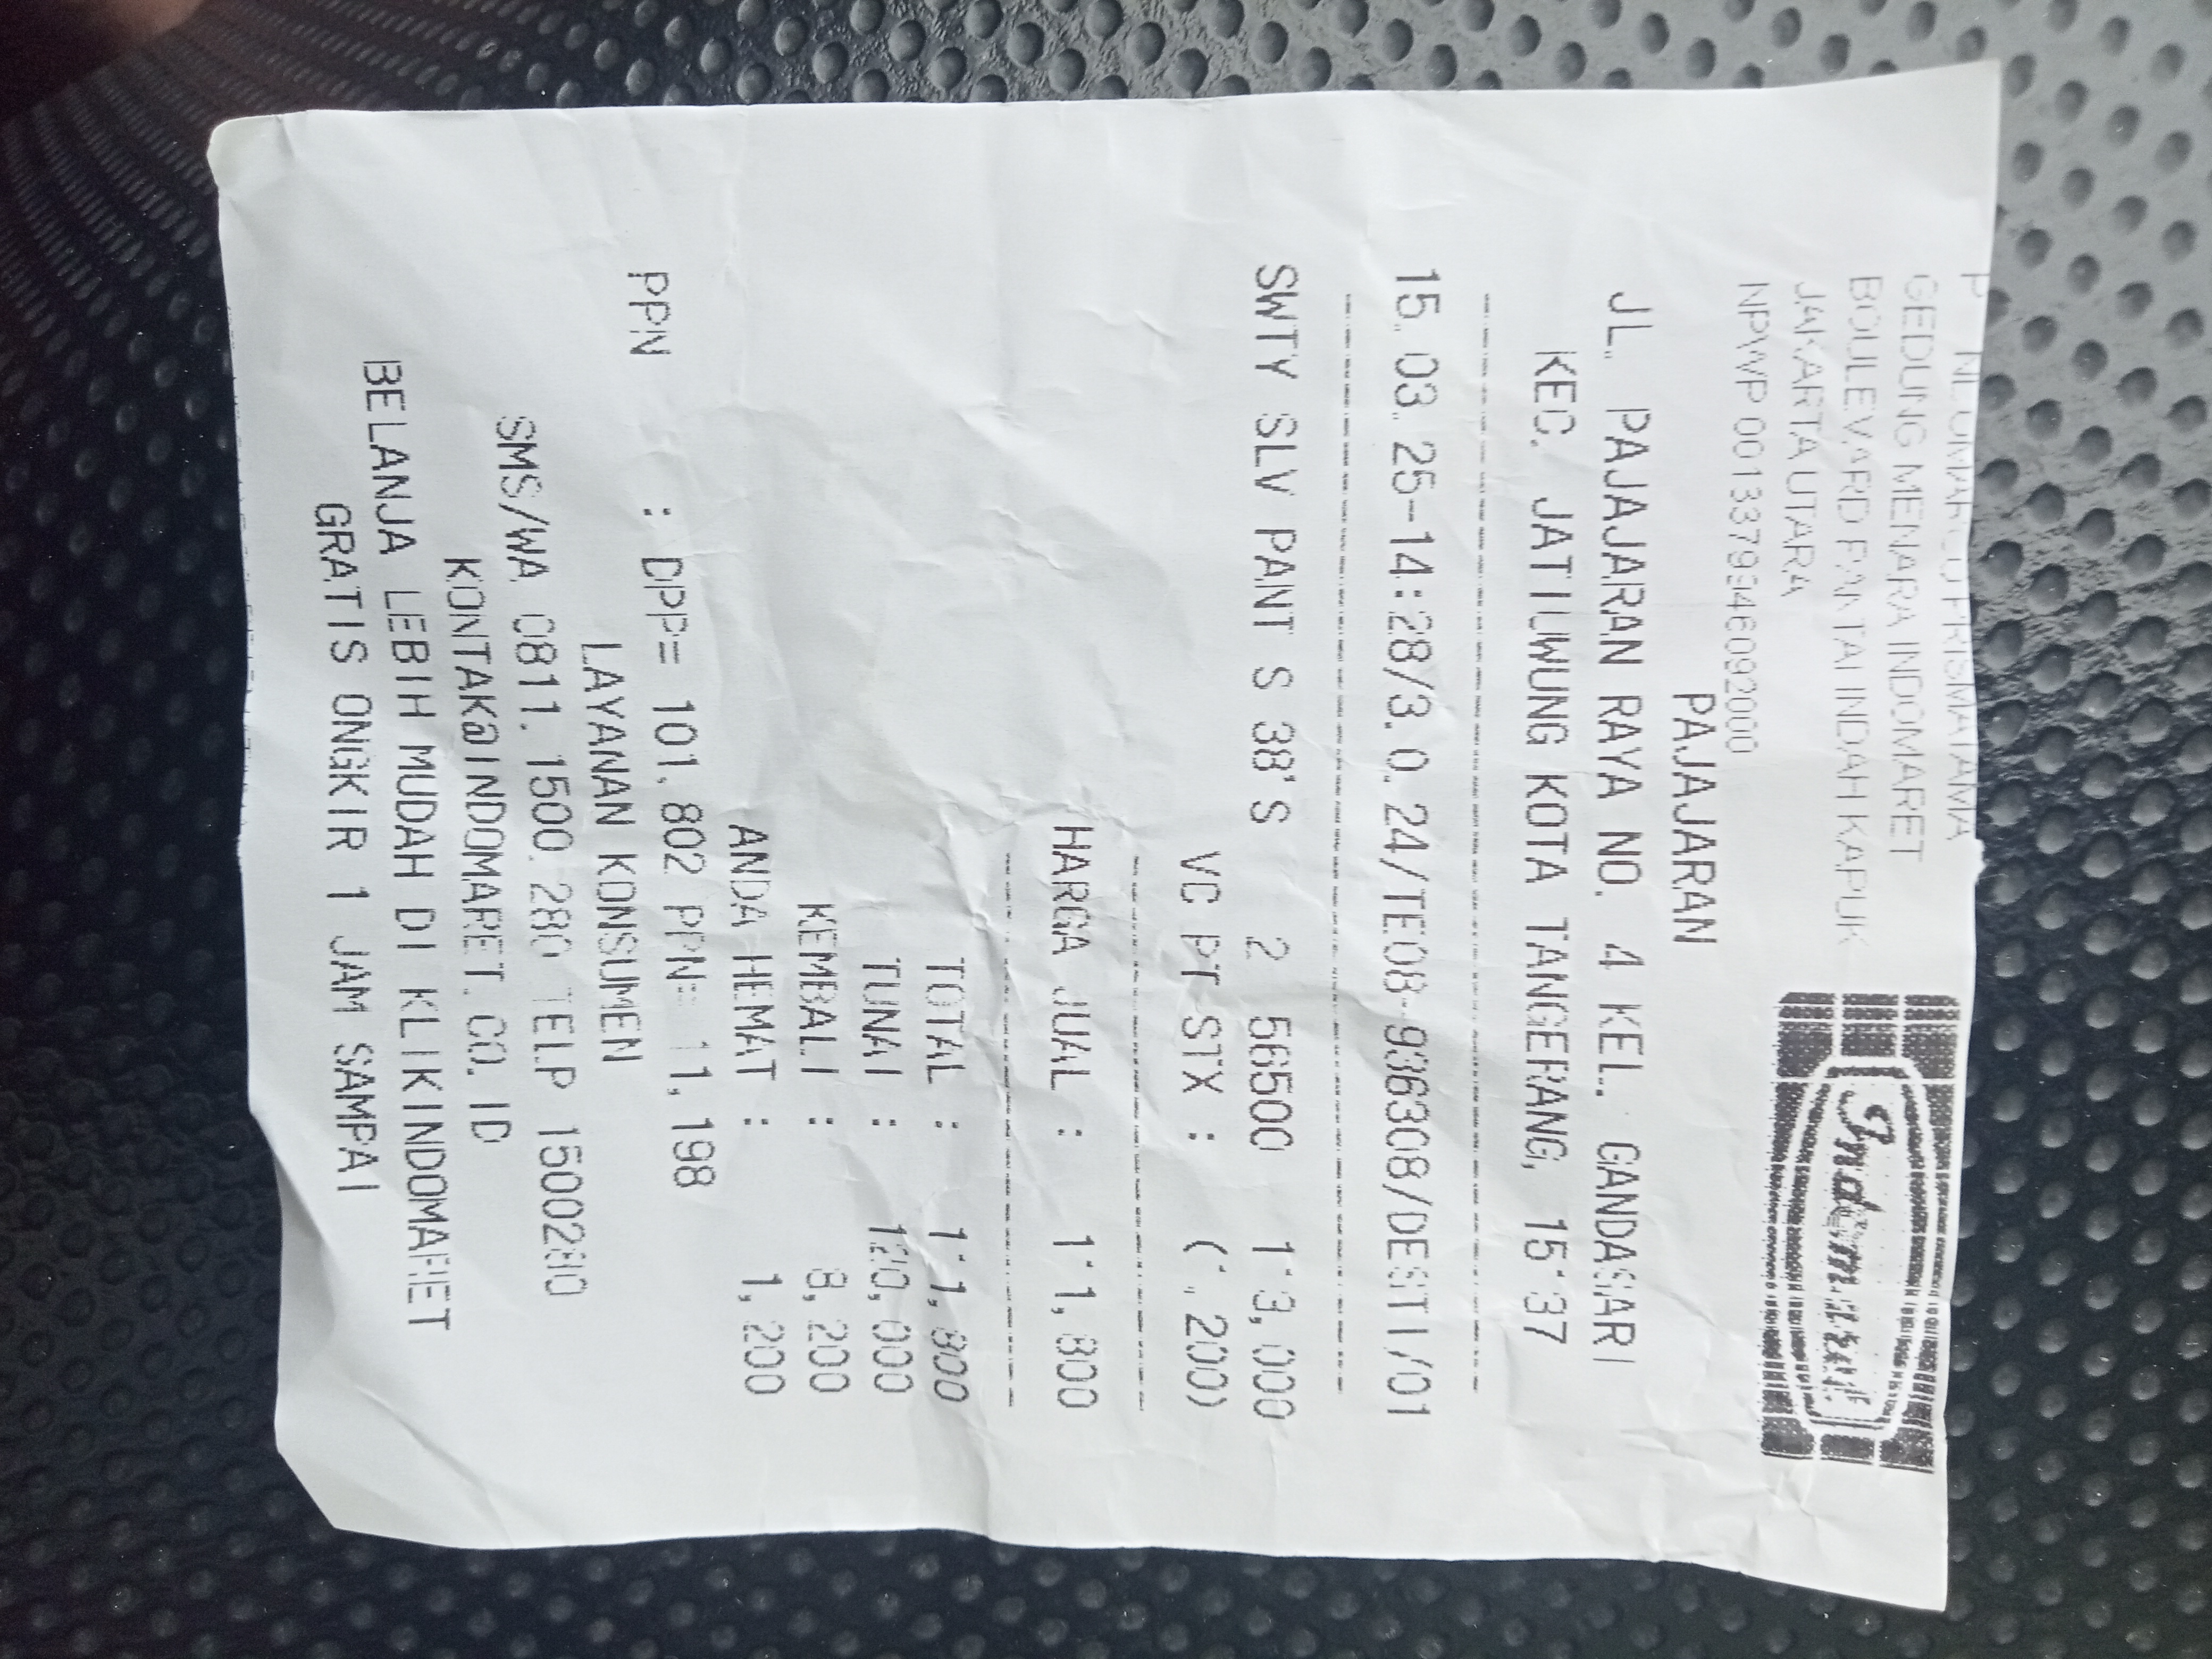 Indomaret
GEDUNG MENARA INDOMARET
BOULEVARD PANTAI INDAH KAPUK
JAKARTA UTARA
NPWP 0013379946092000
PAJAJARAN
JL. PAJAJARAN RAYA NO. 4 KEL. GANDASARI
KEC. JATIUWUNG KOTA TANGERANG, 15137
15.03.25-14:28/3.0.24/TE08-936308/DESTI/01
SWTY SLV PANT S 38'S 2 56500 113,000
VC PT STX : (1,200)
HARGA JUAL : 111,800
TOTAL : 111,800
TUNAI : 120,000
KEMBALI : 8,200
ANDA HEMAT : 1,200
PPN : DPP= 101,802 PPN= 11,198
LAYANAN KONSUMEN
SMS/WA 0811.1500.280 TELP 1500280
KONTAK@INDOMARET.CO.ID
BELANJA LEBIH MUDAH DI KLIKINDOMARET
GRATIS ONGKIR 1 JAM SAMPAI